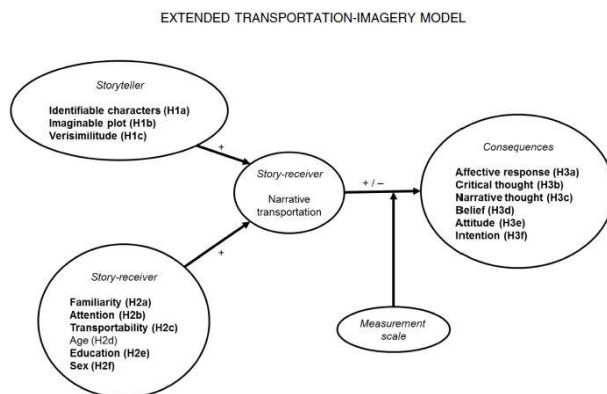 EXTENDED TRANSPORTATION-IMAGERY MODEL
Storyteller
Identifiable characters (H1a)
Imaginable plot (H1b)
Verisimilitude (H1c)
+
Story-receiver
Narrative
transportation
+ / –
Consequences
Affective response (H3a)
Critical thought (H3b)
Narrative thought (H3c)
Belief (H3d)
Attitude (H3e)
Intention (H3f)
+
Story-receiver
Familiarity (H2a)
Attention (H2b)
Transportability (H2c)
Age (H2d)
Education (H2e)
Sex (H2f)
Measurement
scale